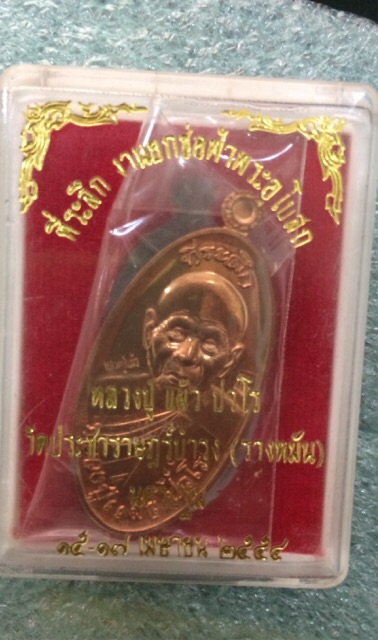 ที่ระลึก งานยกช่อฟ้าพระอุโบสถ
ที่ระลึก
หลวงปู่ แผ้ว ปวโร
วัดประชาราษฎร์บำรุง (รางหมัน)
๑๕-๑๗ เมษายน ๒๕๕๔